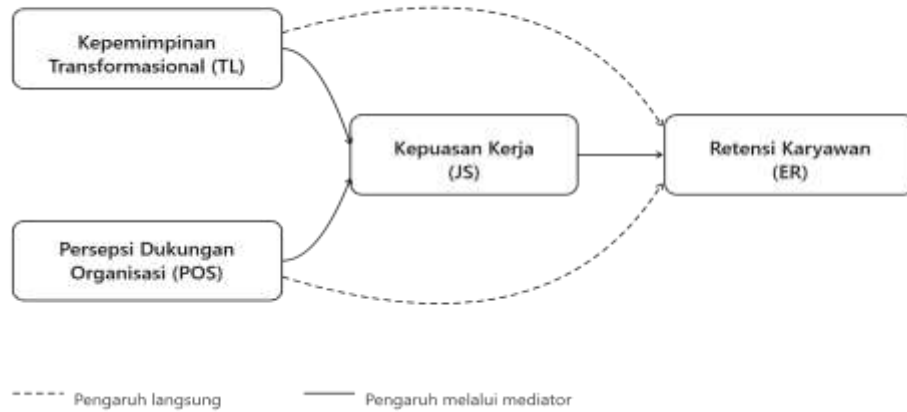 Kepemimpinan
Transformasional (TL)
Kepuasan Kerja
(JS)
Retensi Karyawan
(ER)
Persepsi Dukungan
Organisasi (POS)
Pengaruh langsung
Pengaruh melalui mediator